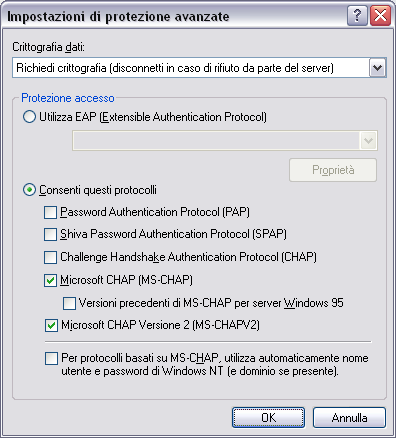 Impostazioni di protezione avanzate
Crittografia dati:
Richiedi crittografia (disconnetti in caso di rifiuto da parte del server)
Protezione accesso
Utilizza EAP (Extensible Authentication Protocol)
Proprietà
Consenti questi protocolli
Password Authentication Protocol (PAP)
Shiva Password Authentication Protocol (SPAP)
Challenge Handshake Authentication Protocol (CHAP)
Microsoft CHAP (MS-CHAP)
Versioni precedenti di MS-CHAP per server Windows 95
Microsoft CHAP Versione 2 (MS-CHAPV2)
Per protocolli basati su MS-CHAP, utilizza automaticamente nome
utente e password di Windows NT (e dominio se presente).
OK
Annulla